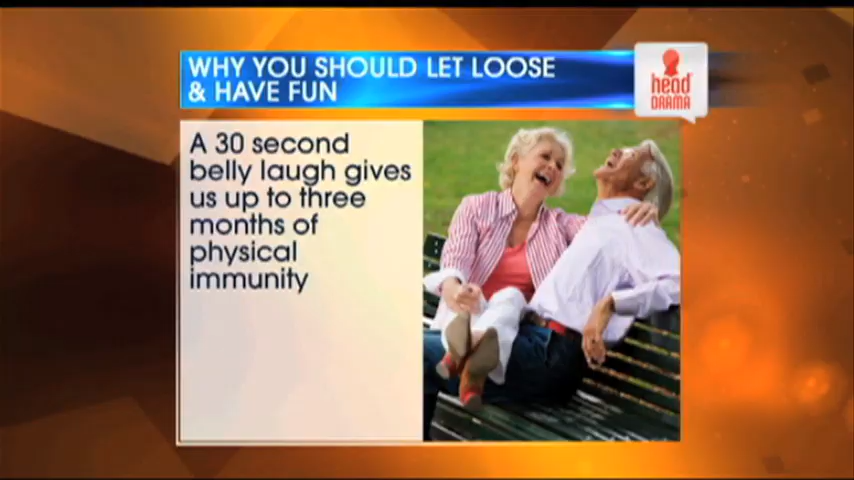 WHY YOU SHOULD LET LOOSE
& HAVE FUN
head
DRAMA
A 30 second
belly laugh gives
us up to three
months of
physical
immunity